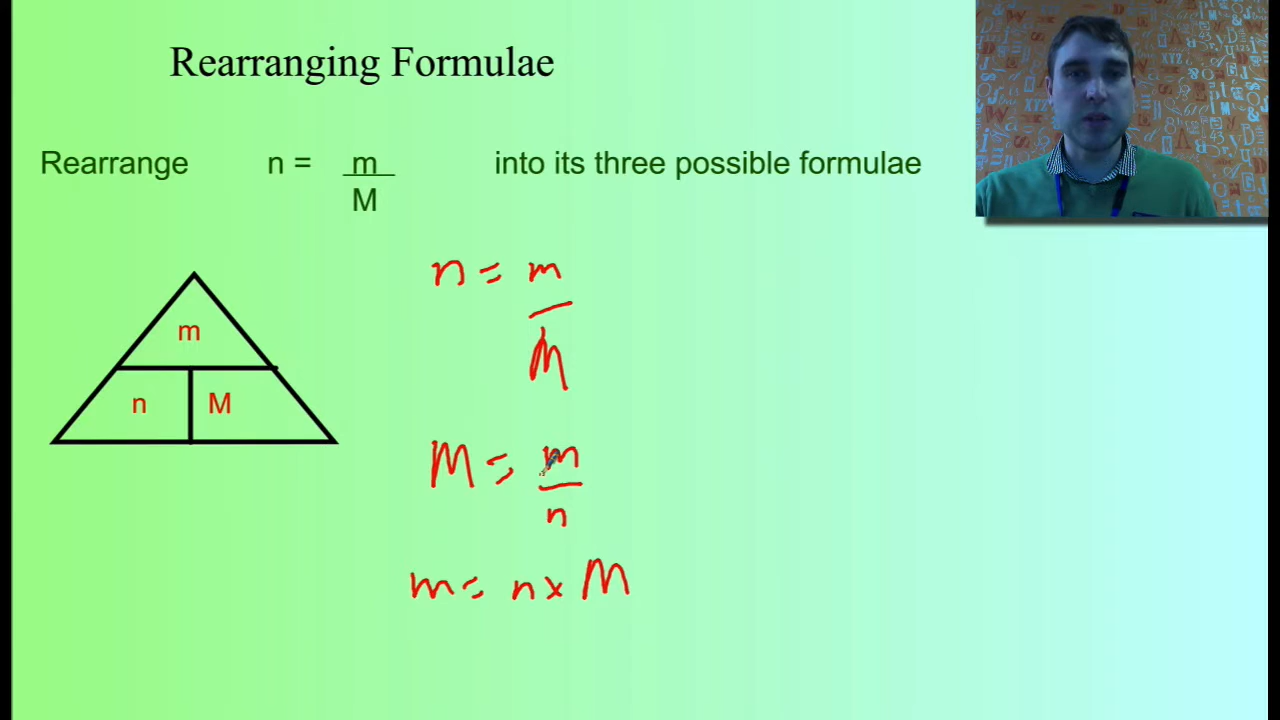 Rearranging Formulae
Rearrange n = m into its three possible formulae
M
m
n M
n = m
M
M = m
n
m = n x M